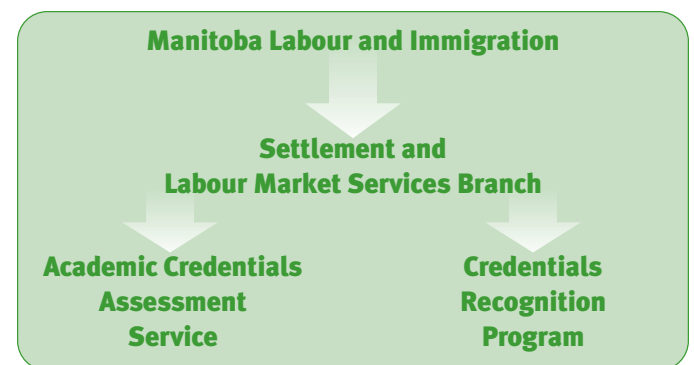 Manitoba Labour and Immigration
Settlement and
Labour Market Services Branch
Academic Credentials
Assessment
Service
Credentials
Recognition
Program